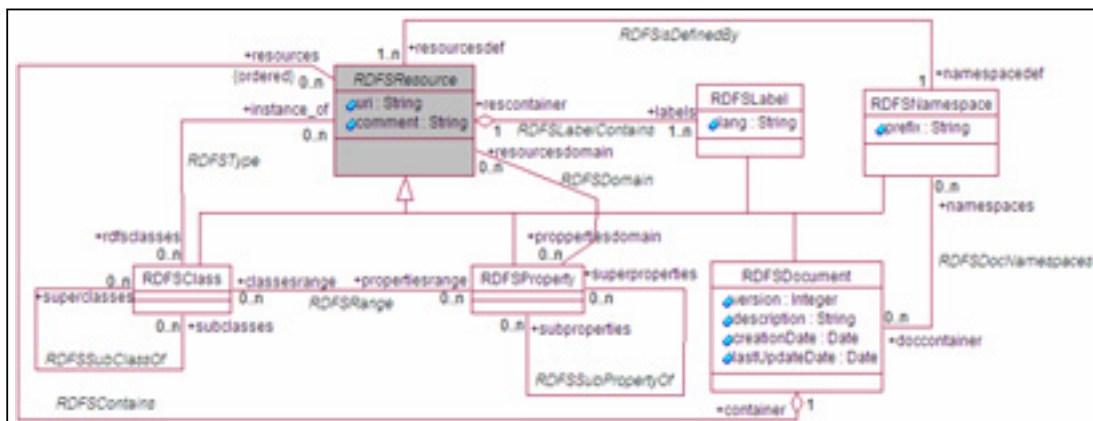 RDFSIsDefinedBy
+resources
1..n
+resourcesdef
{ordered}
0..n
RDFSResource
1
+namespacedef
uri : String
comment : String
+instance_of
0..n
+rescontainer
1
RDFSLabelContains
+labels
1..n
RDFSLabel
lang : String
RDFSNamespace
prefix : String
RDFSType
+resourcesdomain
0..n
RDFSDomain
0..n
+namespaces
+rdfsclasses
0..n
+proppertiesdomain
0..n
RDFSDocNamespaces
0..n
RDFSClass
+classesrange
0..n
RDFSRange
+propertiesrange
0..n
RDFSProperty
+superproperties
0..n
RDFSDocument
version : Integer
description : String
creationDate : Date
lastUpdateDate : Date
0..n
+doccontainer
+superclasses
0..n
+subclasses
0..n
+subproperties
RDFSSubClassOf
RDFSSubPropertyOf
RDFSContains
+container
1